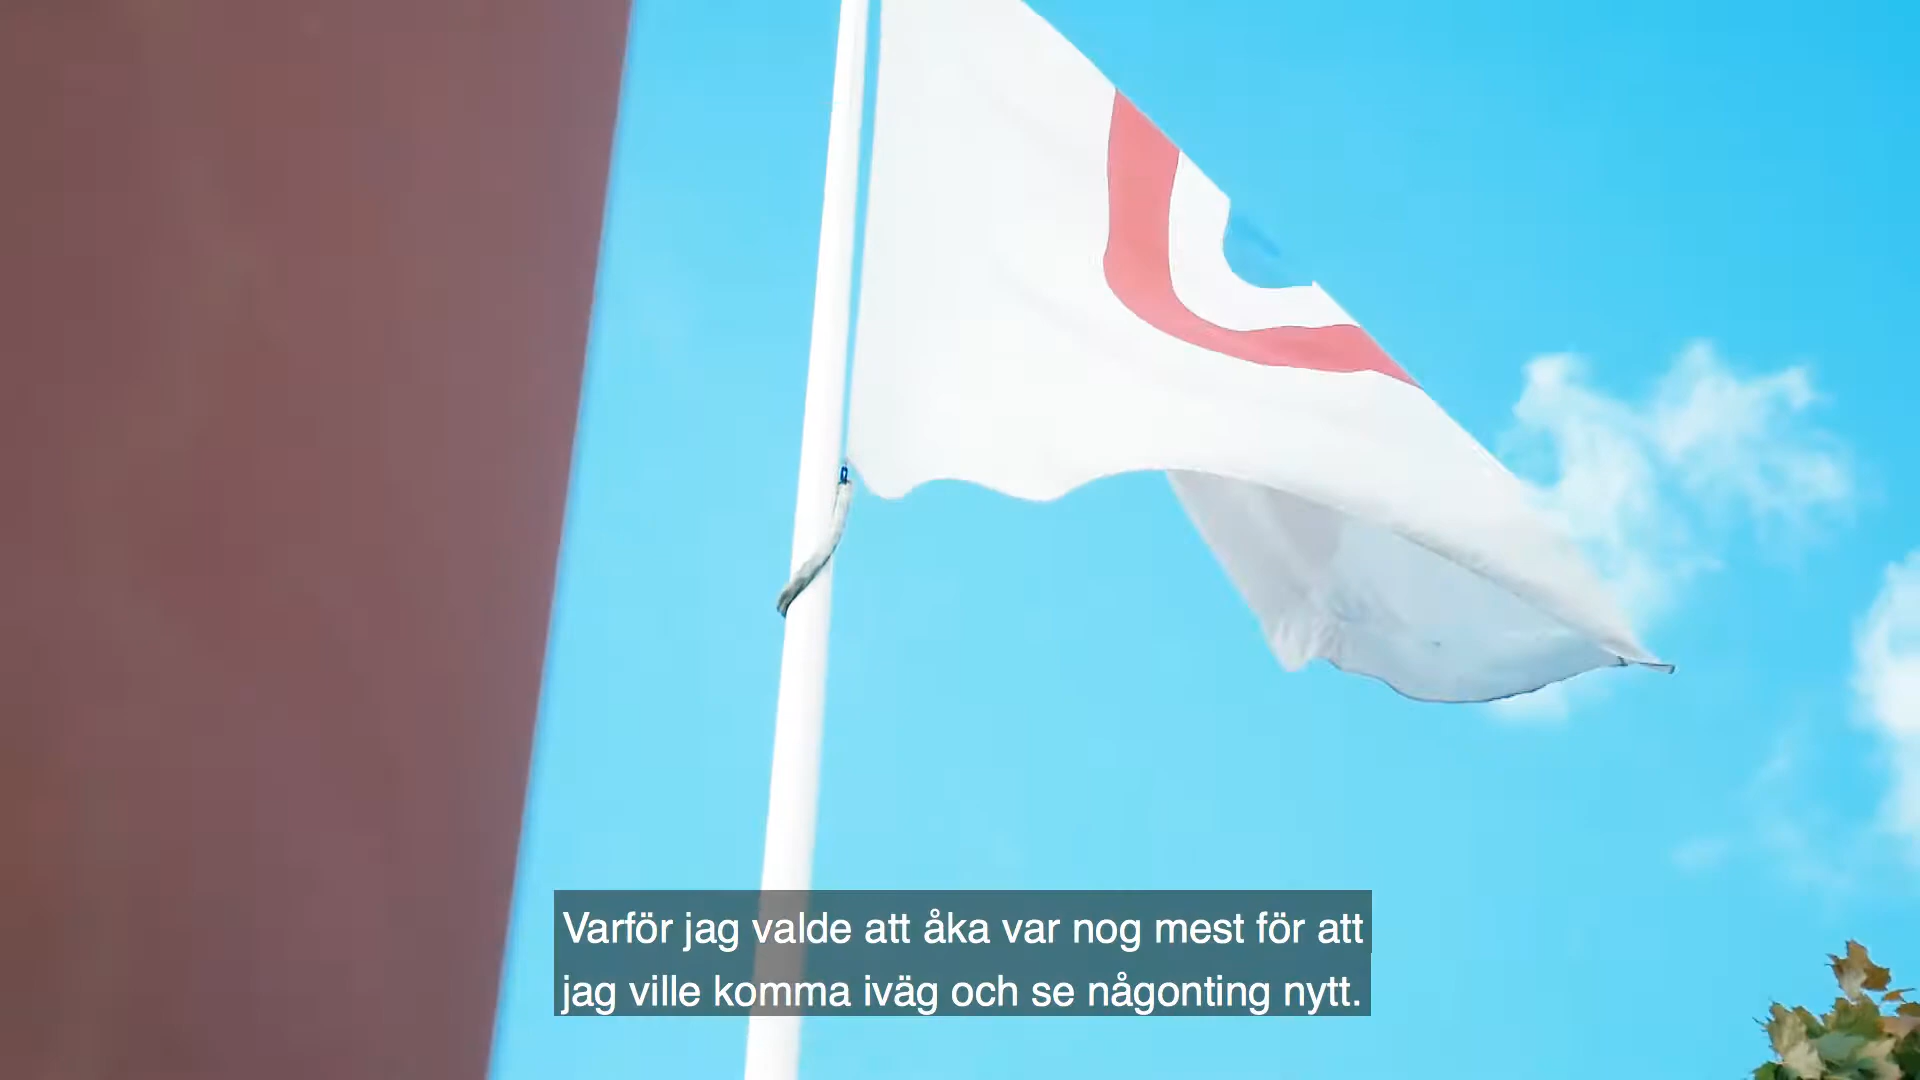 Varför jag valde att åka var nog mest för att
jag ville komma iväg och se någonting nytt.